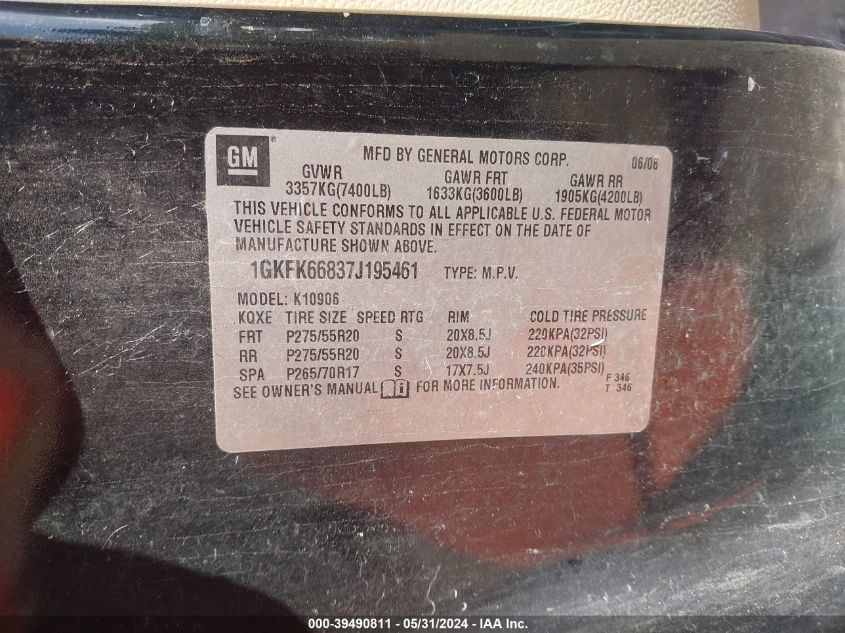 GM
MFD BY GENERAL MOTORS CORP. 06/06
GVWR GAWR FRT GAWR RR
3357KG(7400LB) 1633KG(3600LB) 1905KG(4200LB)
THIS VEHICLE CONFORMS TO ALL APPLICABLE U.S. FEDERAL MOTOR
VEHICLE SAFETY STANDARDS IN EFFECT ON THE DATE OF
MANUFACTURE SHOWN ABOVE.
1GKFK66837J195461 TYPE: M.P.V.
MODEL: K10906
KQXE TIRE SIZE SPEED RTG RIM COLD TIRE PRESSURE
FRT P275/55R20 S 20X8.5J 220KPA(32PSI)
RR P275/55R20 S 20X8.5J 220KPA(32PSI)
SPA P265/70R17 S 17X7.5J 240KPA(35PSI)
SEE OWNER'S MANUAL FOR MORE INFORMATION.
F 346
T 346
000-39490811 - 05/31/2024 - IAA Inc.